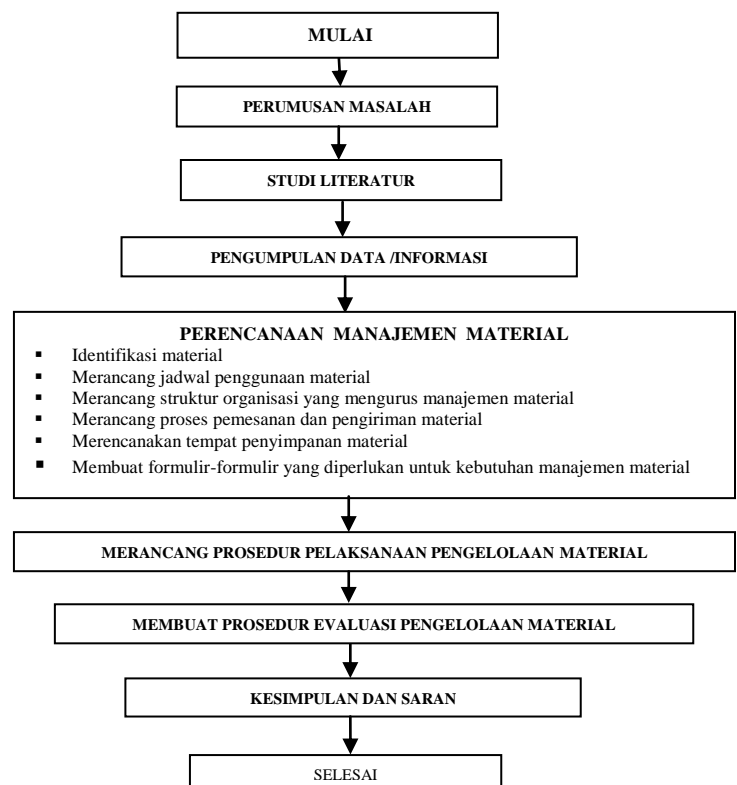 MULAI
PERUMUSAN MASALAH
STUDI LITERATUR
PENGUMPULAN DATA /INFORMASI
PERENCANAAN MANAJEMEN MATERIAL
▪ Identifikasi material
▪ Merancang jadwal penggunaan material
▪ Merancang struktur organisasi yang mengurus manajemen material
▪ Merancang proses pemesanan dan pengiriman material
▪ Merencanakan tempat penyimpanan material
▪ Membuat formulir-formulir yang diperlukan untuk kebutuhan manajemen material
MERANCANG PROSEDUR PELAKSANAAN PENGELOLAAN MATERIAL
MEMBUAT PROSEDUR EVALUASI PENGELOLAAN MATERIAL
KESIMPULAN DAN SARAN
SELESAI